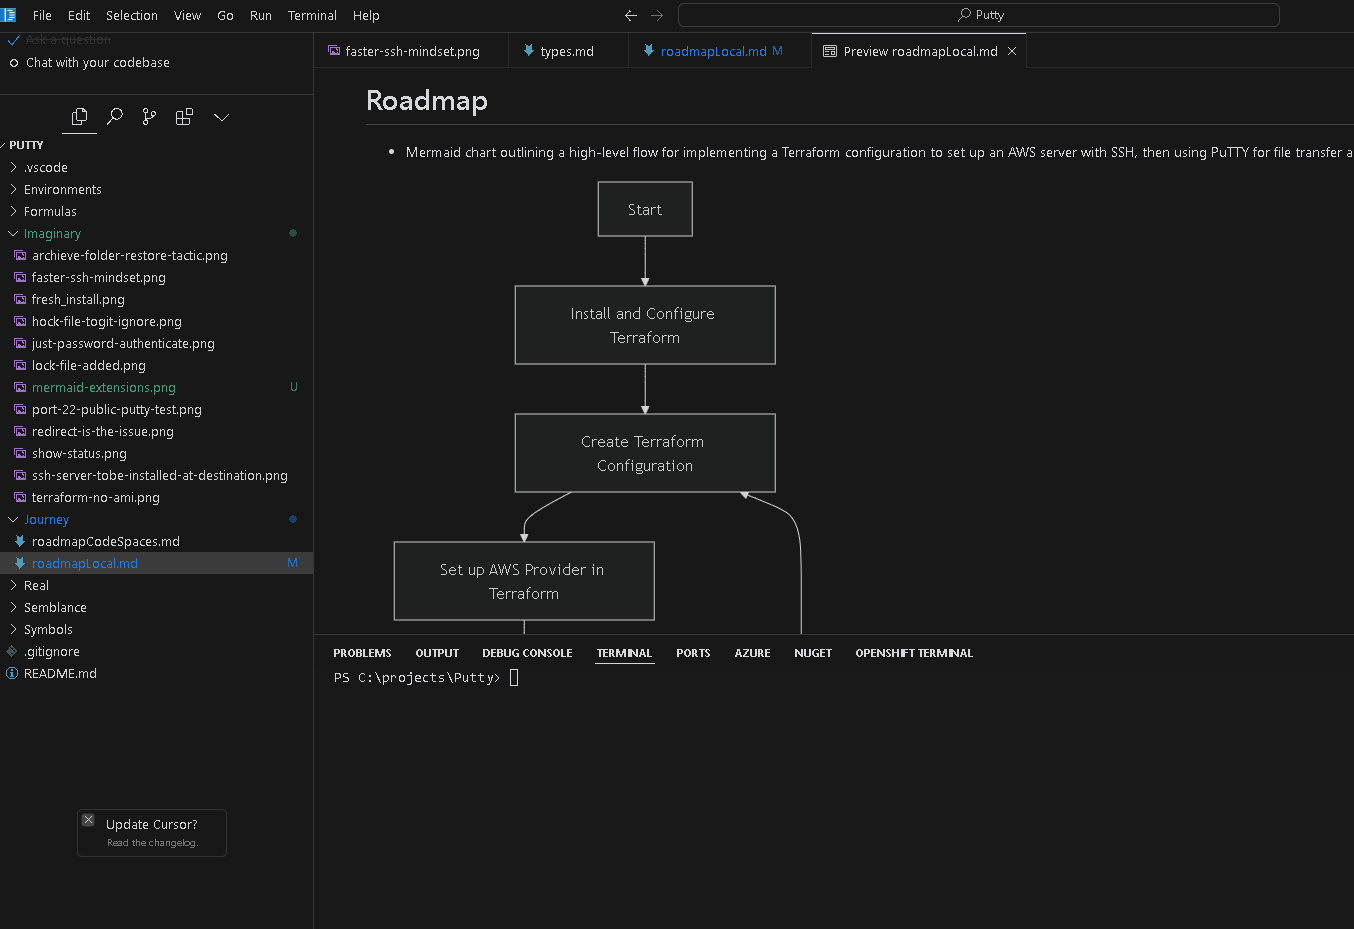 File Edit Selection View Go Run Terminal Help
Putty
Ask a question
Chat with your codebase
PUTTY
.vscode
Environments
Formulas
Imaginary
archieve-folder-restore-tactic.png
faster-ssh-mindset.png
fresh_install.png
hock-file-togit-ignore.png
just-password-authenticate.png
lock-file-added.png
mermaid-extensions.png U
port-22-public-putty-test.png
redirect-is-the-issue.png
show-status.png
ssh-server-tobe-installed-at-destination.png
terraform-no-ami.png
Journey
roadmapCodeSpaces.md
roadmapLocal.md M
Real
Semblance
Symbols
.gitignore
README.md
Update Cursor?
Read the changelog.
faster-ssh-mindset.png types.md roadmapLocal.md M Preview roadmapLocal.md
Roadmap
Mermaid chart outlining a high-level flow for implementing a Terraform configuration to set up an AWS server with SSH, then using PuTTY for file transfer a
Start
Install and Configure
Terraform
Create Terraform
Configuration
Set up AWS Provider in
Terraform
PROBLEMS OUTPUT DEBUG CONSOLE TERMINAL PORTS AZURE NUGET OPENSHIFT TERMINAL
PS C:\projects\Putty>